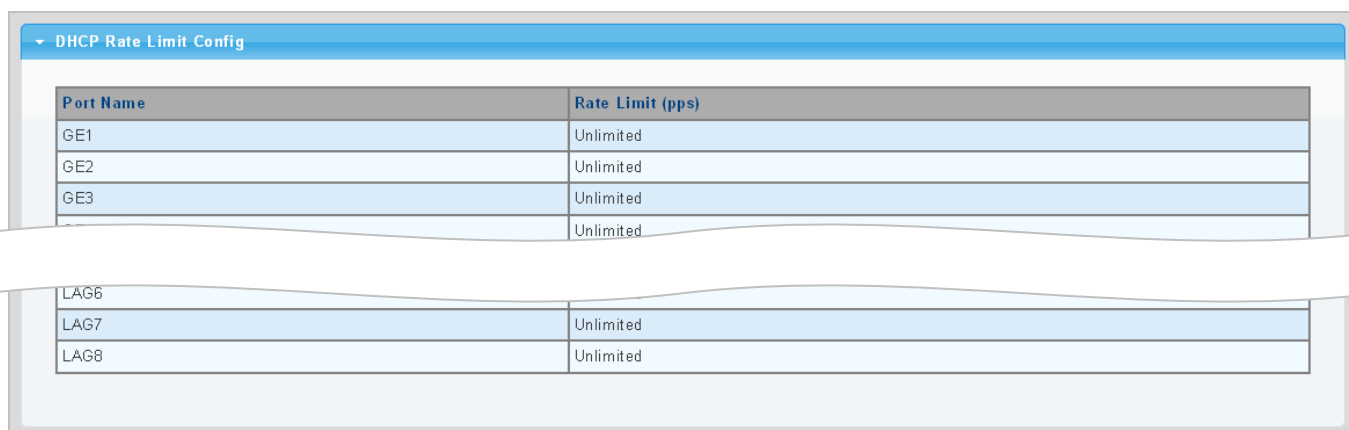 DHCP Rate Limit Config
Port Name Rate Limit (pps)
GE1 Unlimited
GE2 Unlimited
GE3 Unlimited
Unlimited
LAG6
LAG7 Unlimited
LAG8 Unlimited